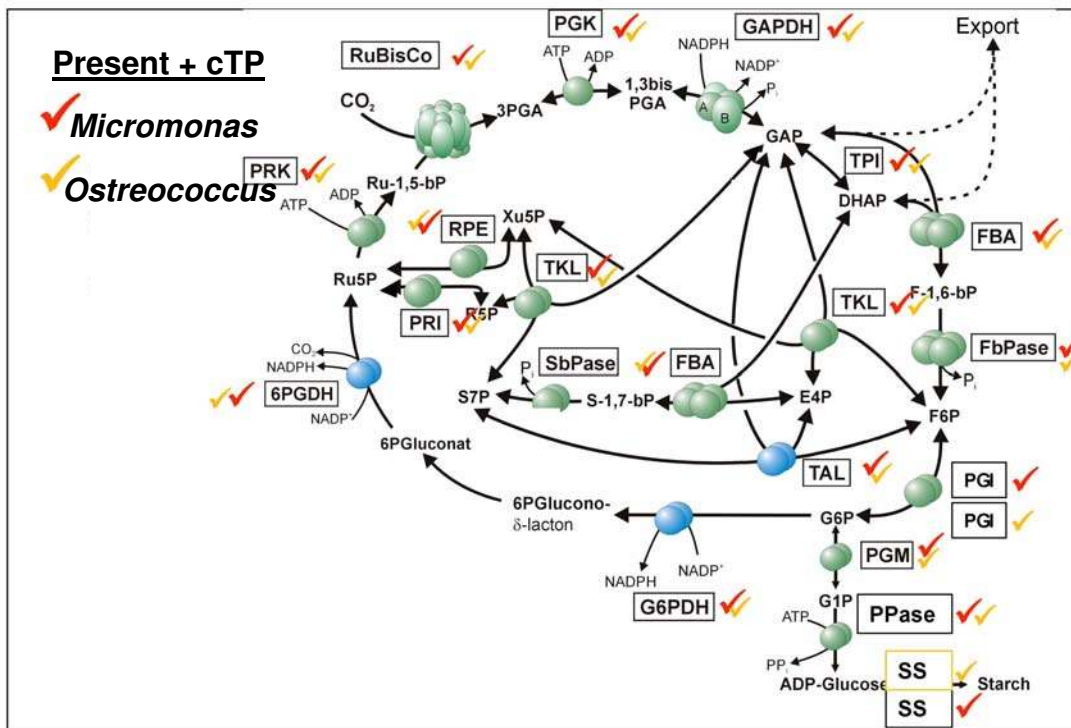 Present + cTP
Micromonas
Ostreococcus
PGK
GAPDH
Export
RuBisCo
ATP
ADP
NADPH
NADP⁺
Pᵢ
CO₂
3PGA
1,3bis
PGA
A
B
GAP
PRK
Ru-1,5-bP
ADP
ATP
TPI
DHAP
Xu5P
RPE
FBA
Ru5P
TKL
F-1,6-bP
R5P
PRI
TKL
CO₂
NADPH
SbPase
FBA
FbPase
Pᵢ
Pᵢ
6PGDH
S7P
S-1,7-bP
E4P
F6P
NADP⁺
6PGluconat
TAL
PGI
6PGlucono-
δ-lacton
G6P
PGI
PGM
NADPH
NADP⁺
G1P
G6PDH
ATP
PPase
PPᵢ
SS
ADP-Glucose
Starch
SS